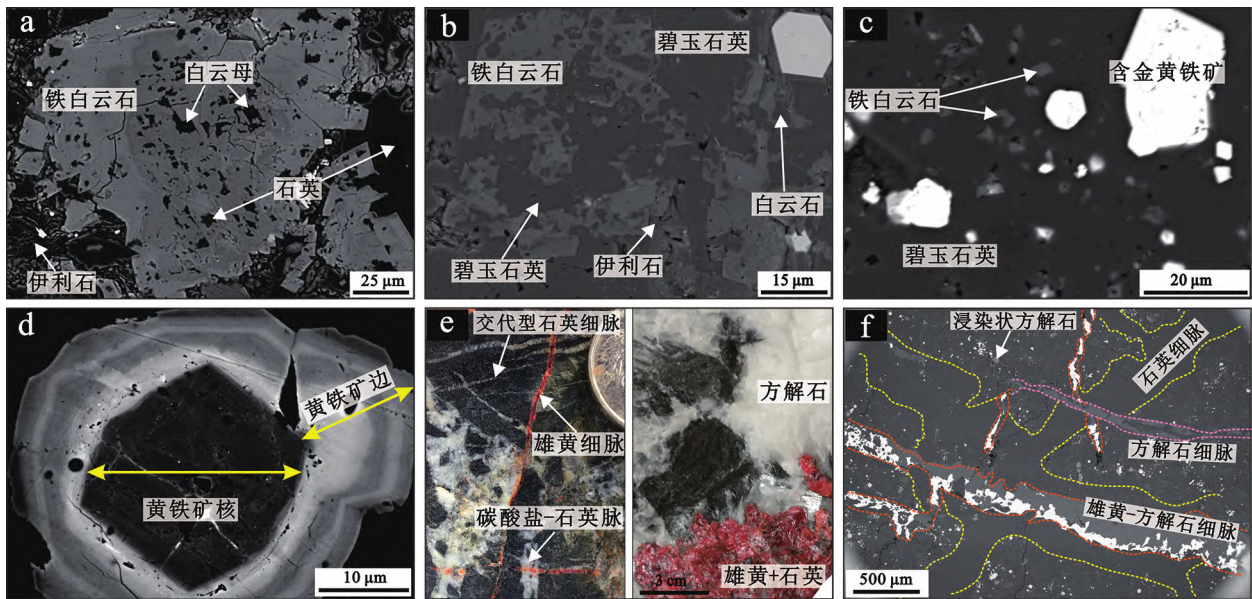 a
白云母
铁白云石
石英
伊利石
25 μm
b
碧玉石英
铁白云石
白云石
碧玉石英
伊利石
15 μm
c
含金黄铁矿
铁白云石
碧玉石英
20 μm
d
黄铁矿边
黄铁矿核
10 μm
e
交代型石英细脉
雄黄细脉
碳酸盐-石英脉
方解石
雄黄+石英
3 cm
f
浸染状方解石
石英细脉
方解石细脉
雄黄-方解石细脉
500 μm